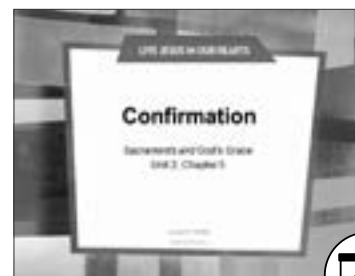 LIVE JESUS IN OUR HEARTS
Confirmation
Sacraments and God's Grace
Unit 2, Chapter 5